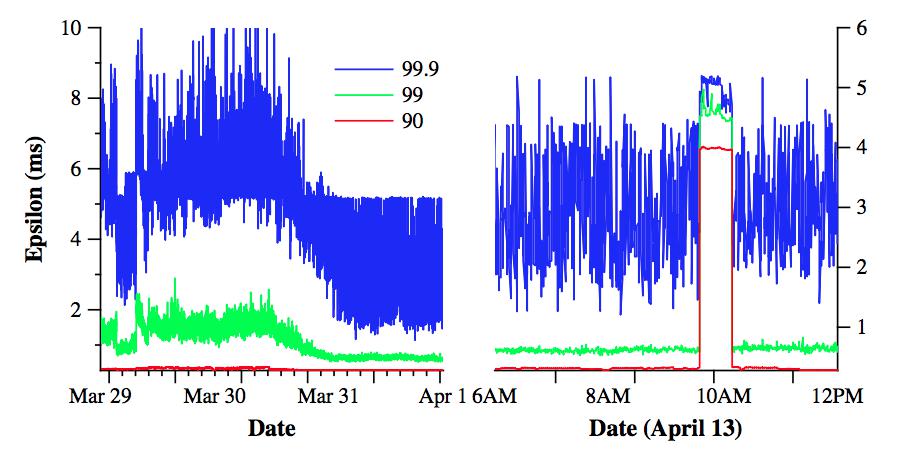 10
8
6
4
2
Epsilon (ms)
99.9
99
90
Mar 29
Mar 30
Mar 31
Apr 1
Date
6
5
4
3
2
1
6AM
8AM
10AM
12PM
Date (April 13)